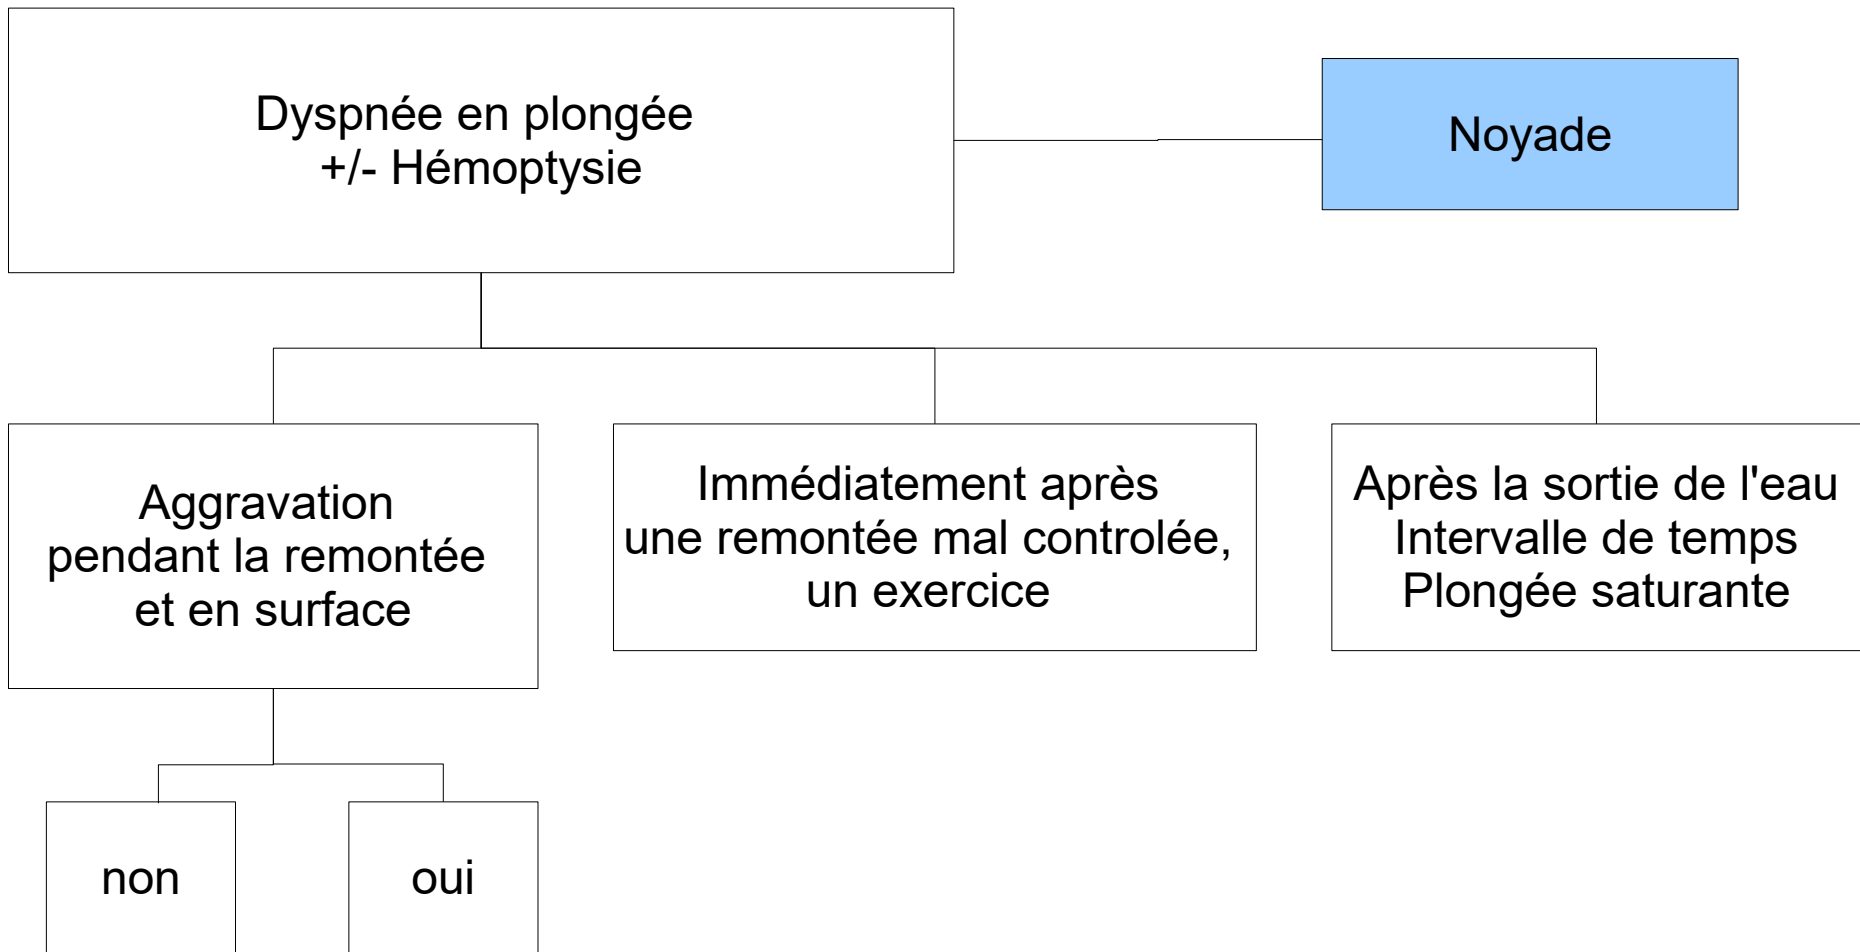 Dyspnée en plongée
+/- Hémoptysie
Noyade
Aggravation
pendant la remontée
et en surface
Immédiatement après
une remontée mal controlée,
un exercice
Après la sortie de l'eau
Intervalle de temps
Plongée saturante
non
oui